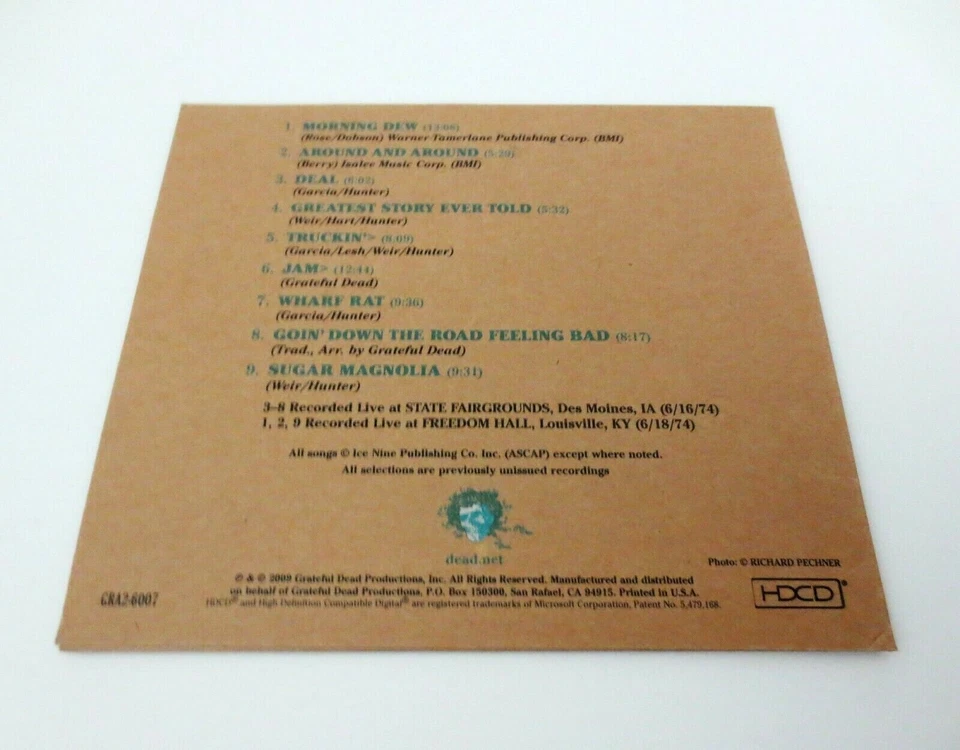 1. MORNING DEW (13:06)
(Rose/Dobson) Warner-Tamerlane Publishing Corp. (BMI)
2. AROUND AND AROUND (5:20)
(Berry) Isalee Music Corp. (BMI)
3. DEAL (6:02)
(Garcia/Hunter)
4. GREATEST STORY EVER TOLD (5:32)
(Weir/Hart/Hunter)
5. TRUCKIN'> (8:09)
(Garcia/Lesh/Weir/Hunter)
6. JAM> (12:44)
(Grateful Dead)
7. WHARF RAT (9:36)
(Garcia/Hunter)
8. GOIN' DOWN THE ROAD FEELING BAD (8:17)
(Trad., Arr. by Grateful Dead)
9. SUGAR MAGNOLIA (9:31)
(Weir/Hunter)
3–8 Recorded Live at STATE FAIRGROUNDS, Des Moines, IA (6/16/74)
1, 2, 9 Recorded Live at FREEDOM HALL, Louisville, KY (6/18/74)
All songs © Ice Nine Publishing Co. Inc. (ASCAP) except where noted.
All selections are previously unissued recordings
dead.net
Photo: © RICHARD PECHNER
℗ & © 2009 Grateful Dead Productions, Inc. All Rights Reserved. Manufactured and distributed
on behalf of Grateful Dead Productions, P.O. Box 150300, San Rafael, CA 94915. Printed in U.S.A.
HDCD® and High Definition Compatible Digital® are registered trademarks of Microsoft Corporation, Patent No. 5,479,168.
GRA2-6007
HDCD®